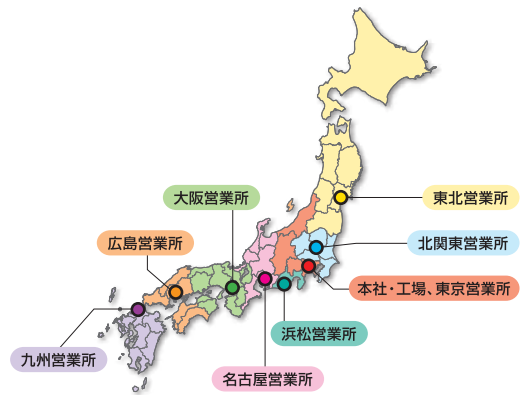 大阪営業所
東北営業所
広島営業所
北関東営業所
本社・工場、東京営業所
浜松営業所
九州営業所
名古屋営業所